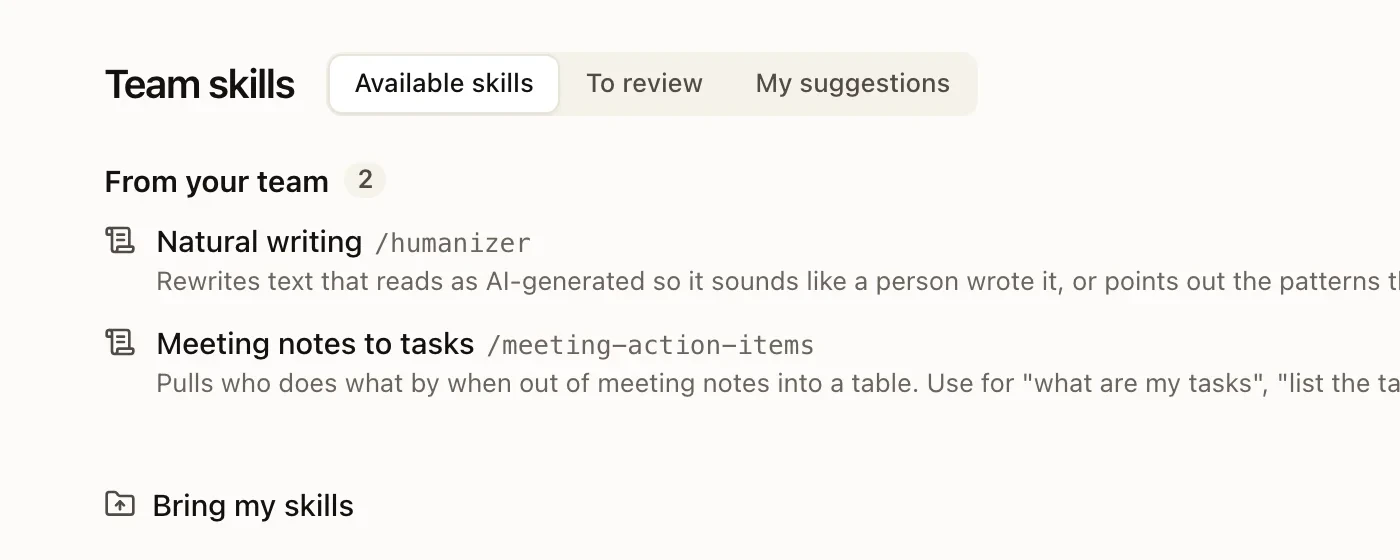 Team skills Available skills To review My suggestions
From your team 2
Natural writing /humanizer
Rewrites text that reads as AI-generated so it sounds like a person wrote it, or points out the patterns
Meeting notes to tasks /meeting-action-items
Pulls who does what by when out of meeting notes into a table. Use for "what are my tasks", "list the
Bring my skills